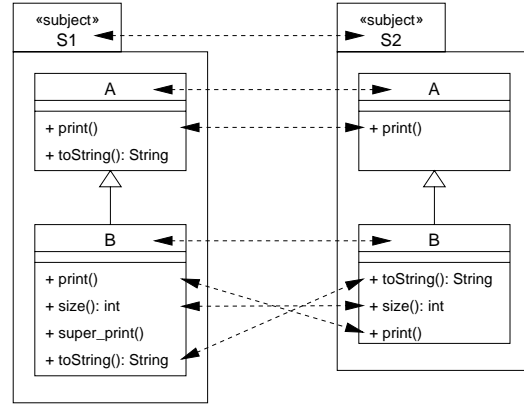 «subject»
S1
A
+ print()
+ toString(): String
B
+ print()
+ size(): int
+ super_print()
+ toString(): String
«subject»
S2
A
+ print()
B
+ toString(): String
+ size(): int
+ print()